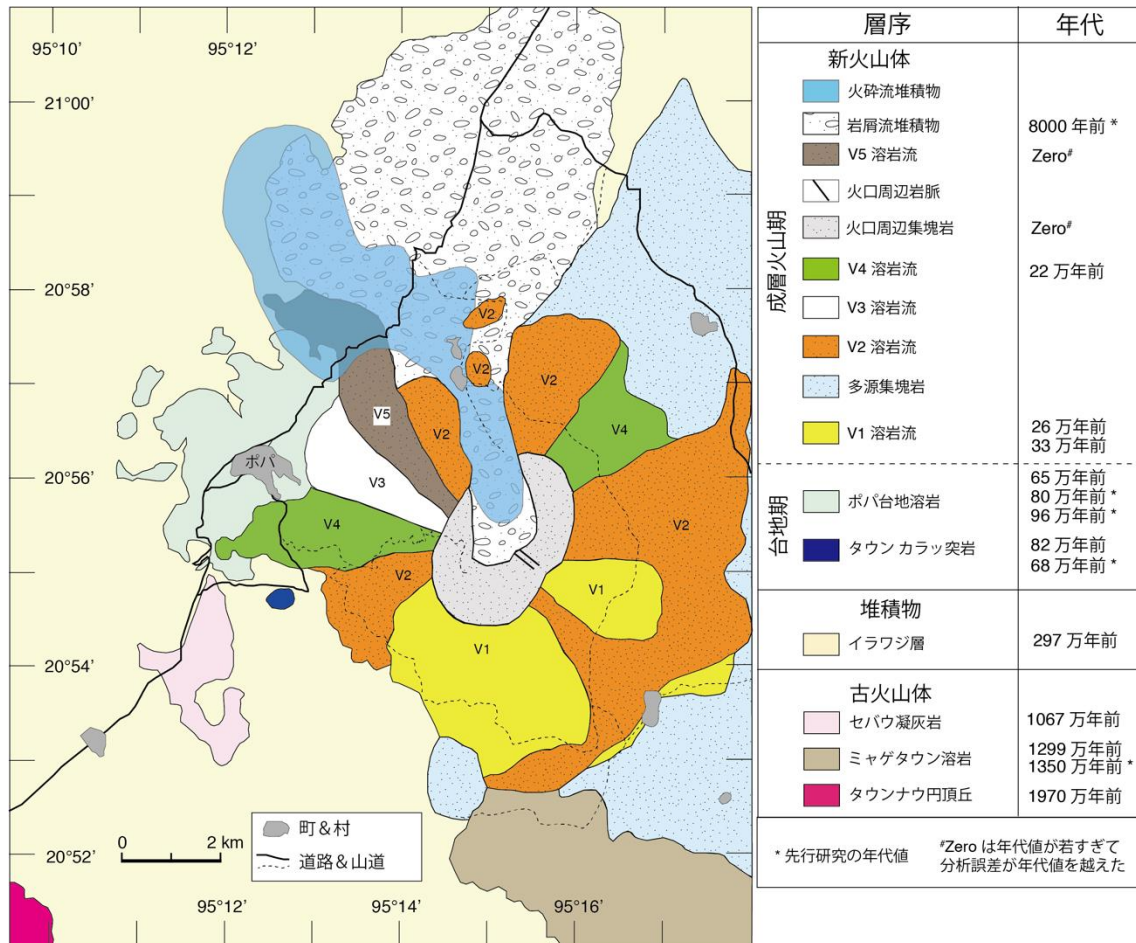 95˚10’
95˚12’
21˚00’
20˚58’
20˚56’
20˚54’
20˚52’
95˚12’
95˚14’
95˚16’
V2
V2
V2
V4
V5
V2
V3
ポパ
V4
V2
V2
V1
V1
0 2 km
町＆村
道路＆山道
層序 年代
新火山体
成層火山期
火砕流堆積物
岩屑流堆積物 8000 年前 *
V5 溶岩流 Zero#
火口周辺岩脈
火口周辺集塊岩 Zero#
V4 溶岩流 22 万年前
V3 溶岩流
V2 溶岩流
多源集塊岩
V1 溶岩流 26 万年前
33 万年前
台地期
65 万年前
ポパ台地溶岩 80 万年前 *
96 万年前 *
タウン カラッ突岩 82 万年前
68 万年前 *
堆積物
イラワジ層 297 万年前
古火山体
セバウ凝灰岩 1067 万年前
ミャゲタウン溶岩 1299 万年前
1350 万年前 *
タウンナウ円頂丘 1970 万年前
* 先行研究の年代値
#Zero は年代値が若すぎて
分析誤差が年代値を越えた